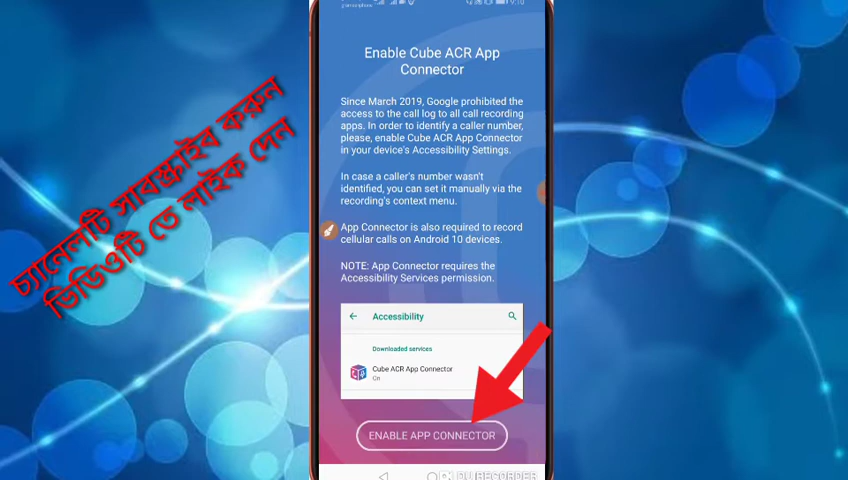 grameenphone
9:10
Enable Cube ACR App
Connector
Since March 2019, Google prohibited the
access to the call log to all call recording
apps. In order to identify a caller number,
please, enable Cube ACR App Connector
in your device's Accessibility Settings.
In case a caller's number wasn't
identified, you can set it manually via the
recording's context menu.
App Connector is also required to record
cellular calls on Android 10 devices.
NOTE: App Connector requires the
Accessibility Services permission.
Accessibility
Downloaded services
Cube ACR App Connector
On
ENABLE APP CONNECTOR
DU RECORDER
চ্যানেলটি সাবস্ক্রাইব করুন
ভিডিওটি তে লাইক দেন